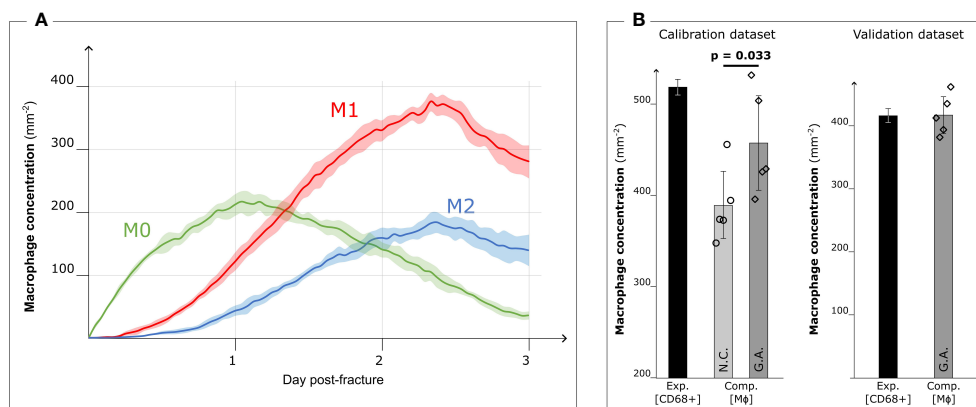 A
Macrophage concentration (mm-2)
400
300
200
100
M0
M1
M2
1
2
3
Day post-fracture
B
Calibration dataset
p = 0.033
Macrophage concentration (mm-2)
500
400
300
200
N.C.
G.A.
Exp.
[CD68+]
Comp.
[Mϕ]
Validation dataset
Macrophage concentration (mm-2)
400
300
200
100
G.A.
Exp.
[CD68+]
Comp.
[Mϕ]